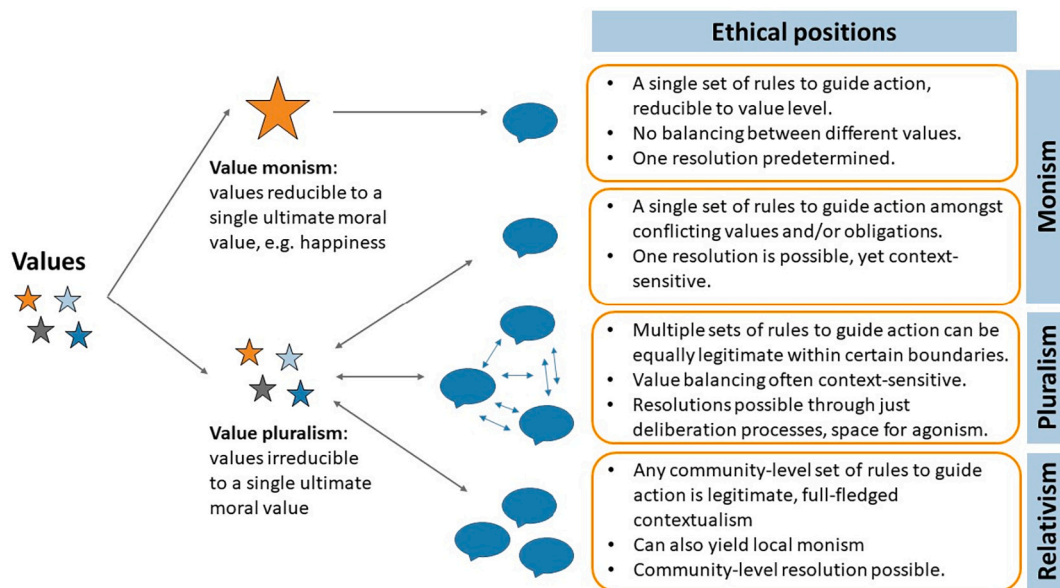 Ethical positions
• A single set of rules to guide action,
reducible to value level.
• No balancing between different values.
• One resolution predetermined.
Value monism:
values reducible to a
single ultimate moral
value, e.g. happiness
• A single set of rules to guide action amongst
conflicting values and/or obligations.
• One resolution is possible, yet context-
sensitive.
Monism
Values
• Multiple sets of rules to guide action can be
equally legitimate within certain boundaries.
• Value balancing often context-sensitive.
• Resolutions possible through just
deliberation processes, space for agonism.
Pluralism
Value pluralism:
values irreducible
to a single ultimate
moral value
• Any community-level set of rules to guide
action is legitimate, full-fledged
contextualism
• Can also yield local monism
• Community-level resolution possible.
Relativism